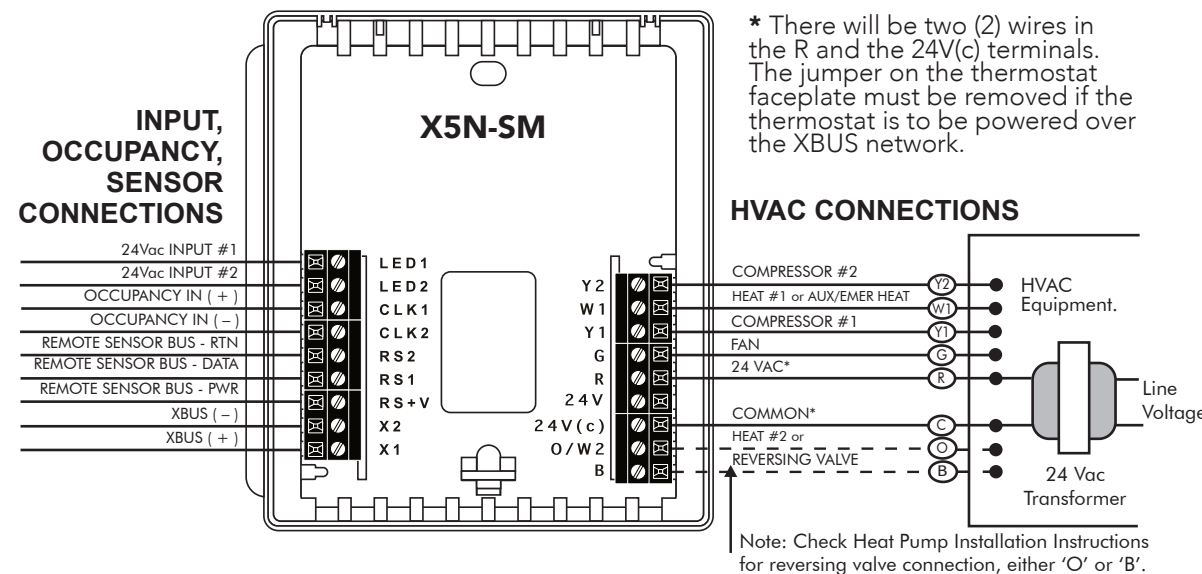 * There will be two (2) wires in
the R and the 24V(c) terminals.
The jumper on the thermostat
faceplate must be removed if the
thermostat is to be powered over
the XBUS network.
X5N-SM
INPUT,
OCCUPANCY,
SENSOR
CONNECTIONS
24Vac INPUT #1
24Vac INPUT #2
OCCUPANCY IN ( + )
OCCUPANCY IN ( – )
REMOTE SENSOR BUS - RTN
REMOTE SENSOR BUS - DATA
REMOTE SENSOR BUS - PWR
XBUS ( – )
XBUS ( + )
LED1
LED2
CLK1
CLK2
RS2
RS1
RS+V
X2
X1
Y2
W1
Y1
G
R
24V
24V(c)
O/W2
B
HVAC CONNECTIONS
COMPRESSOR #2
HEAT #1 or AUX/EMER HEAT
COMPRESSOR #1
FAN
24 VAC*
COMMON*
HEAT #2 or
REVERSING VALVE
Y2
W1
Y1
G
R
C
O
B
HVAC
Equipment.
Line
Voltage
24 Vac
Transformer
Note: Check Heat Pump Installation Instructions
for reversing valve connection, either ‘O’ or ‘B’.